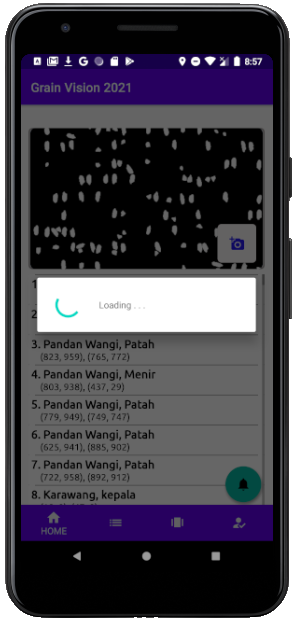 8:57
Grain Vision 2021
1
2
Loading . . .
3. Pandan Wangi, Patah
(823, 959), (765, 772)
4. Pandan Wangi, Menir
(803, 938), (437, 29)
5. Pandan Wangi, Patah
(779, 949), (749, 747)
6. Pandan Wangi, Patah
(625, 941), (885, 902)
7. Pandan Wangi, Patah
(722, 958), (892, 912)
8. Karawang, kepala
HOME